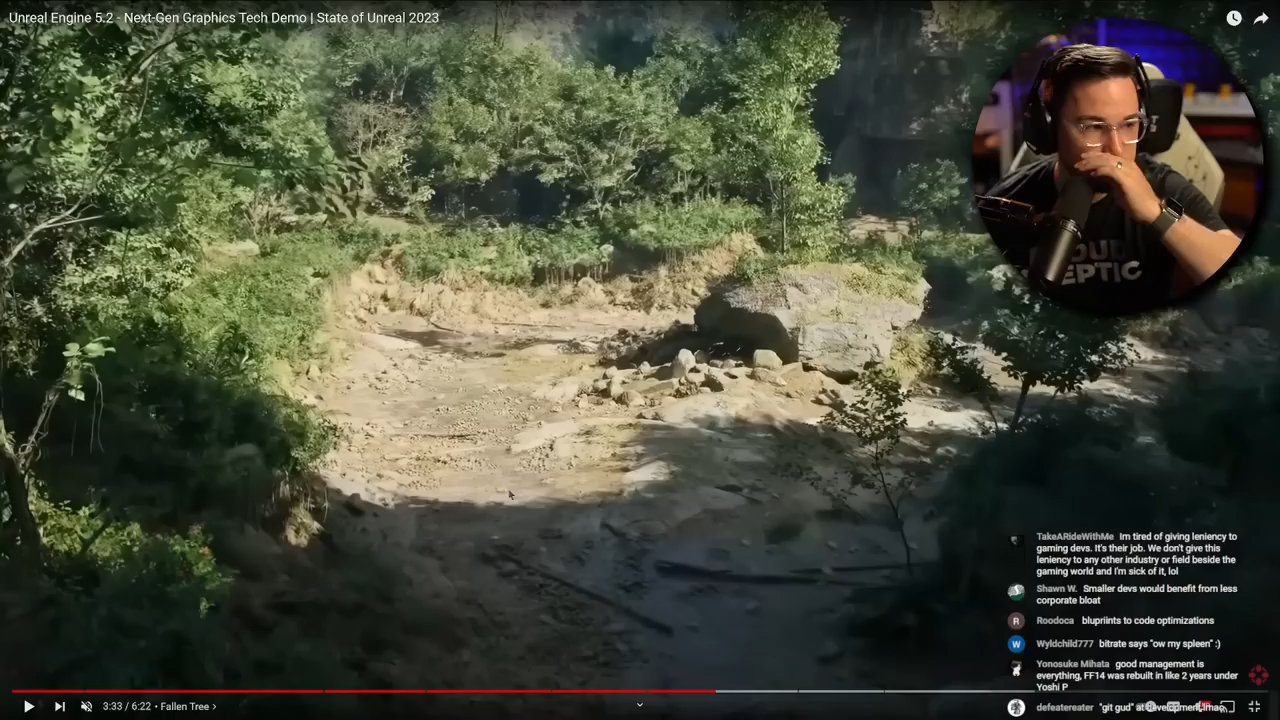 Unreal Engine 5.2 - Next-Gen Graphics Tech Demo | State of Unreal 2023
EPTIC
TakeARideWithMe Im tired of giving leniency to
gaming devs. It's their job. We don't give this
leniency to any other industry or field beside the
gaming world and I'm sick of it, lol
Shawn W. Smaller devs would benefit from less
corporate bloat
R Roodoca blupriints to code optimizations
W Wyldchild777 bitrate says "ow my spleen" :)
Yonosuke Mihata good management is
everything, FF14 was rebuilt in like 2 years under
Yoshi P
defeatereater "git gud" at development, lmao
3:33 / 6:22 • Fallen Tree >